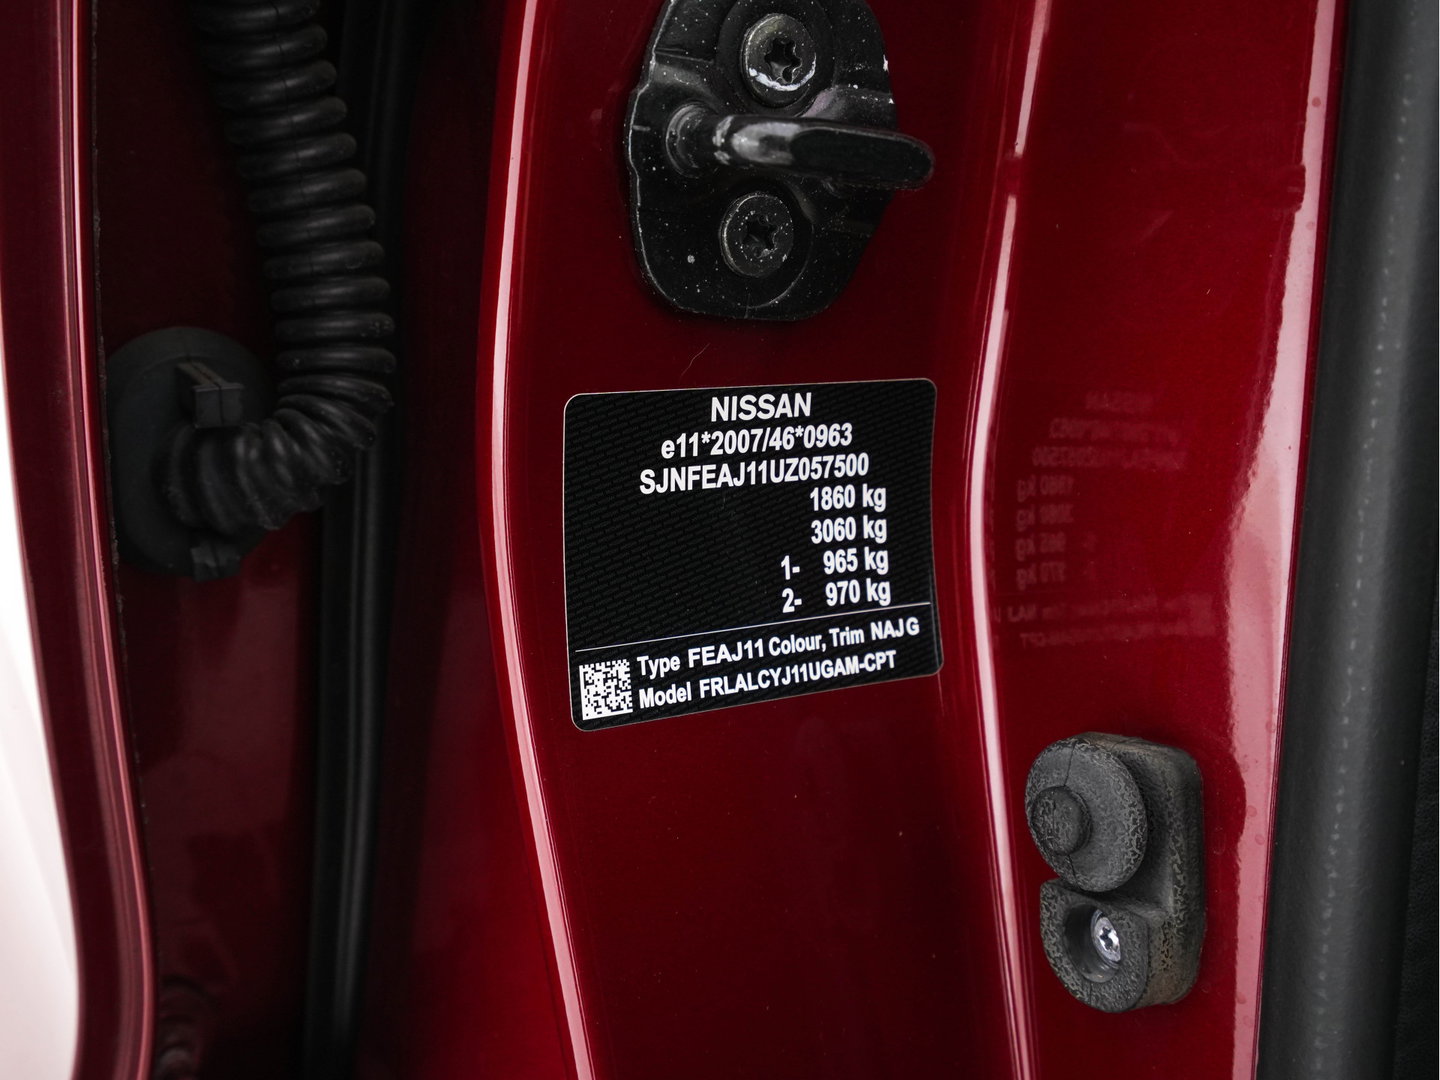 NISSAN
e11*2007/46*0963
SJNFEAJ11UZ057500
1860 kg
3060 kg
1- 965 kg
2- 970 kg
Type FEAJ11 Colour, Trim NAJ G
Model FRLALCYJ11UGAM-CPT